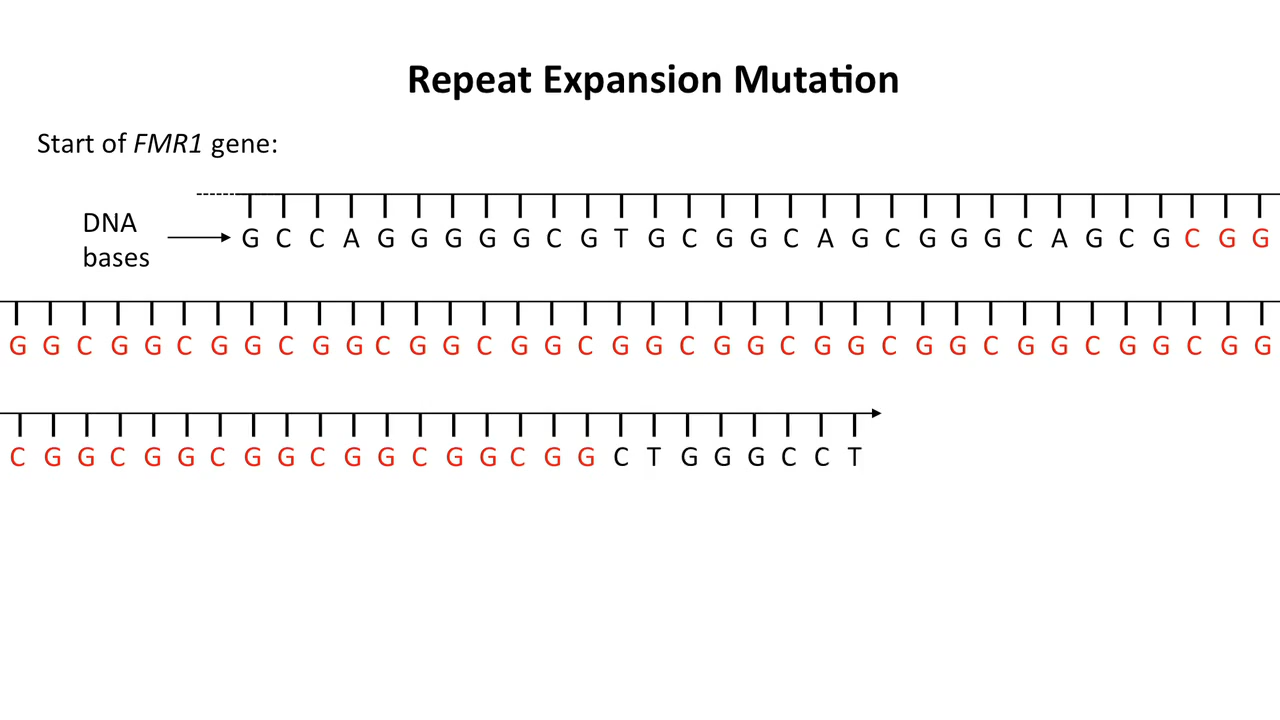 Repeat Expansion Mutation
Start of FMR1 gene:
DNA
bases
G C C A G G G G G C G T G C G G C A G C G G G C A G C G C G G
G G C G G C G G C G G C G G C G G C G G C G G C G G C G G C G G C G G C G G
C G G C G G C G G C G G C G G C G G C T G G G C C T